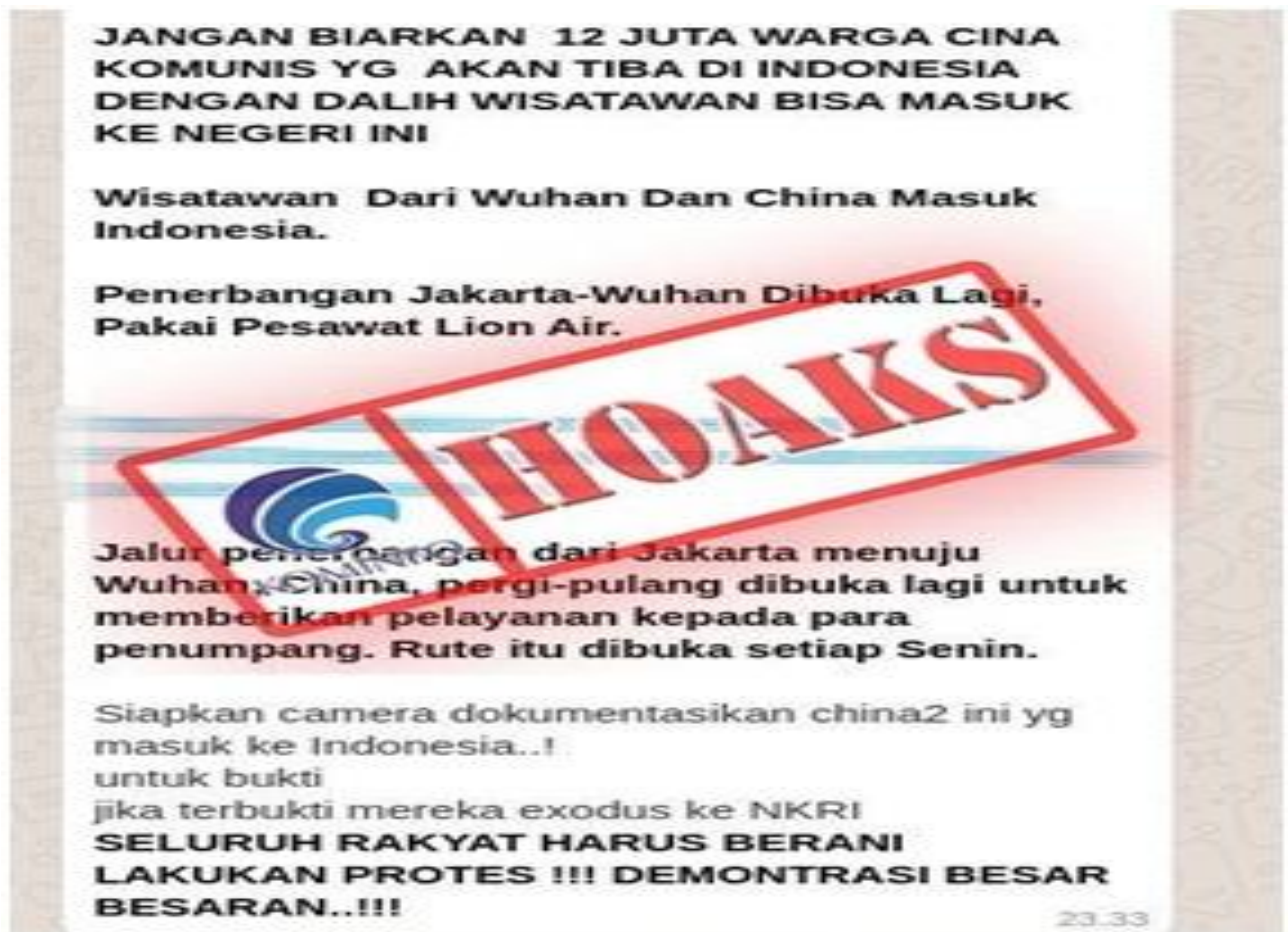 JANGAN BIARKAN 12 JUTA WARGA CINA
KOMUNIS YG AKAN TIBA DI INDONESIA
DENGAN DALIH WISATAWAN BISA MASUK
KE NEGERI INI
Wisatawan Dari Wuhan Dan China Masuk
Indonesia.
Penerbangan Jakarta-Wuhan Dibuka Lagi,
Pakai Pesawat Lion Air.
HOAKS
KOMINFO
Jalur penerbangan dari Jakarta menuju
Wuhan, China, pergi-pulang dibuka lagi untuk
memberikan pelayanan kepada para
penumpang. Rute itu dibuka setiap Senin.
Siapkan camera dokumentasikan china2 ini yg
masuk ke Indonesia..!
untuk bukti
jika terbukti mereka exodus ke NKRI
SELURUH RAKYAT HARUS BERANI
LAKUKAN PROTES !!! DEMONTRASI BESAR
BESARAN..!!!
23.33